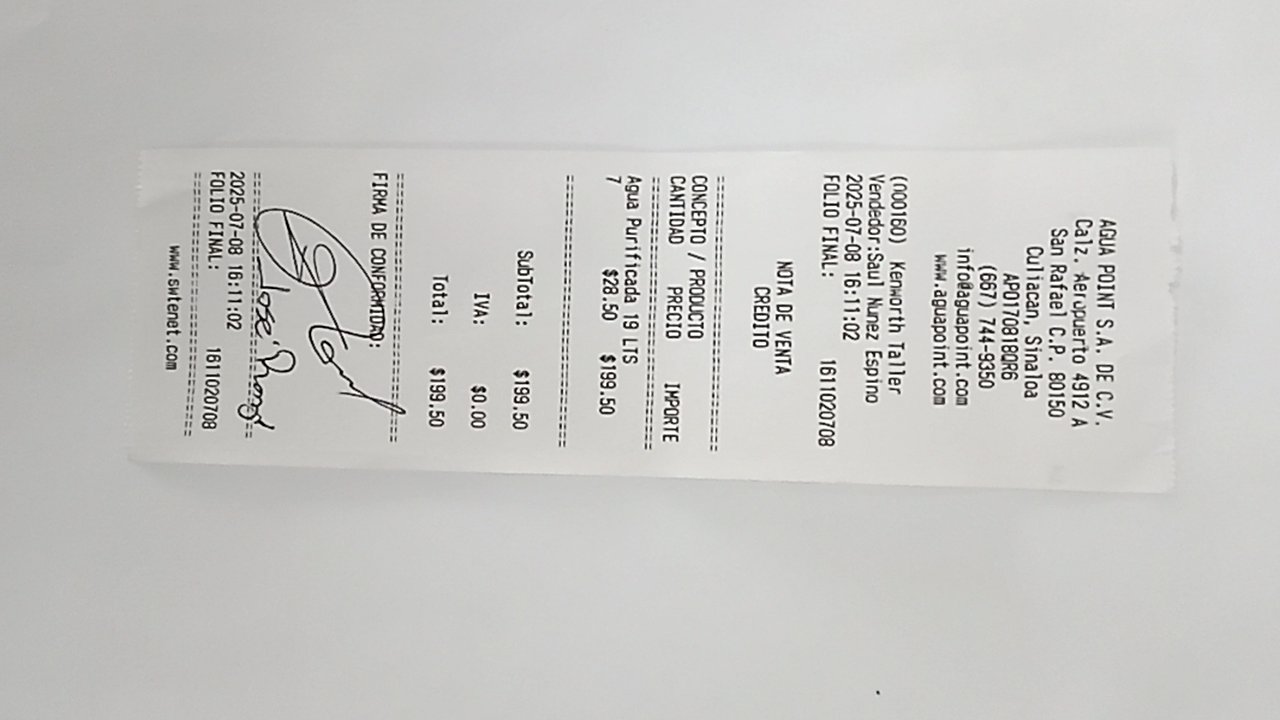 AGUA POINT S.A. DE C.V.
Calz. Aeropuerto 4912 A
San Rafael C.P. 80150
Culiacan, Sinaloa
APO170818QR6
(667) 744-9350
info@aguapoint.com
www.aguapoint.com
(000160) Kenworth Taller
Vendedor:Saul Nunez Espino
2025-07-08 16:11:02
FOLIO FINAL: 1611020708
NOTA DE VENTA
CREDITO
CONCEPTO / PRODUCTO
CANTIDAD PRECIO IMPORTE
Agua Purificada 19 LTS
7 $28.50 $199.50
SubTotal: $199.50
IVA: $0.00
Total: $199.50
FIRMA DE CONFORMIDAD:
José
2025-07-08 16:11:02
FOLIO FINAL: 1611020708
www.swtenet.com